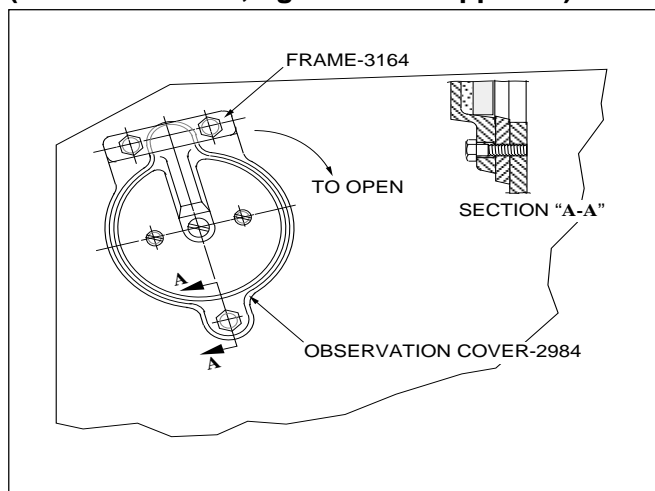 FRAME-3164
TO OPEN
SECTION "A-A"
A
A
OBSERVATION COVER-2984